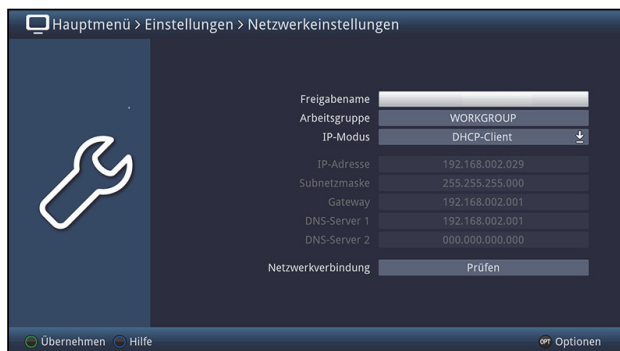 Hauptmenü > Einstellungen > Netzwerkeinstellungen
Freigabename
Arbeitsgruppe WORKGROUP
IP-Modus DHCP-Client
IP-Adresse 192.168.002.029
Subnetzmaske 255.255.255.000
Gateway 192.168.002.001
DNS-Server 1 192.168.002.001
DNS-Server 2 000.000.000.000
Netzwerkverbindung Prüfen
Übernehmen Hilfe OPT Optionen